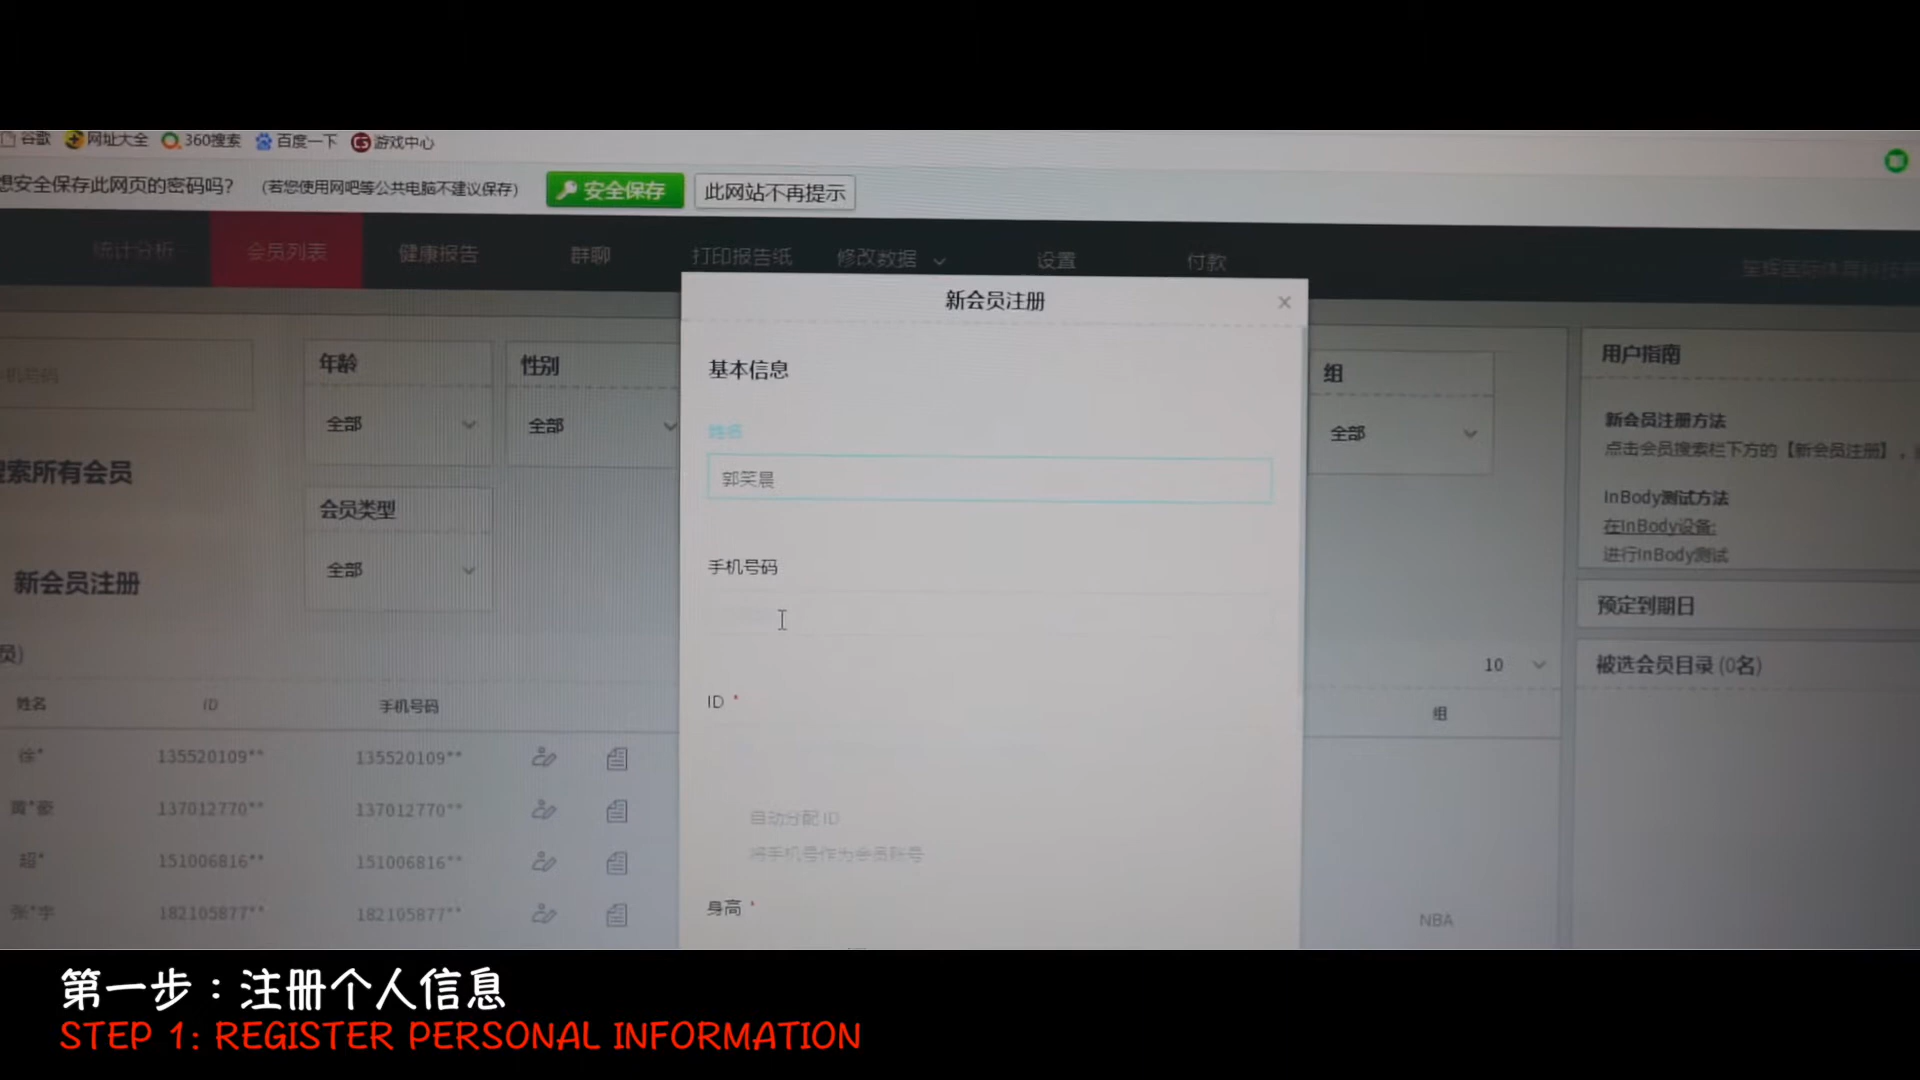 谷歌 网址大全 360搜索 百度一下 游戏中心
想安全保存此网页的密码吗? (若您使用网吧等公共电脑不建议保存) 安全保存 此网站不再提示
统计分析 会员列表 健康报告 群聊 打印报告纸 修改数据 设置 付款
新会员注册
基本信息
姓名
郭笑晨
手机号码
ID *
自动分配 ID
将手机号作为会员账号
身高 *
机号码
年龄
全部
性别
全部
组
全部
搜索所有会员
会员类型
全部
新会员注册
员)
10
姓名 ID 手机号码 组
徐* 135520109** 135520109**
黄*豪 137012770** 137012770**
超* 151006816** 151006816**
张*宇 182105877** 182105877** NBA
用户指南
新会员注册方法
点击会员搜索栏下方的【新会员注册】,
InBody测试方法
在InBody设备:
进行InBody测试
预定到期日
被选会员目录 (0名)
第一步：注册个人信息
STEP 1: REGISTER PERSONAL INFORMATION